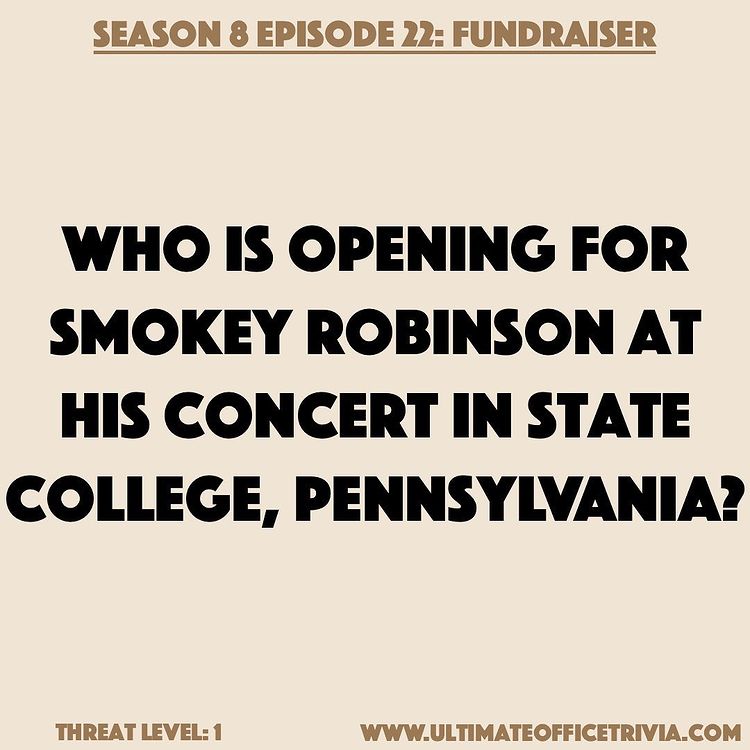 SEASON 8 EPISODE 22: FUNDRAISER
WHO IS OPENING FOR
SMOKEY ROBINSON AT
HIS CONCERT IN STATE
COLLEGE, PENNSYLVANIA?
THREAT LEVEL: 1
WWW.ULTIMATEOFFICETRIVIA.COM